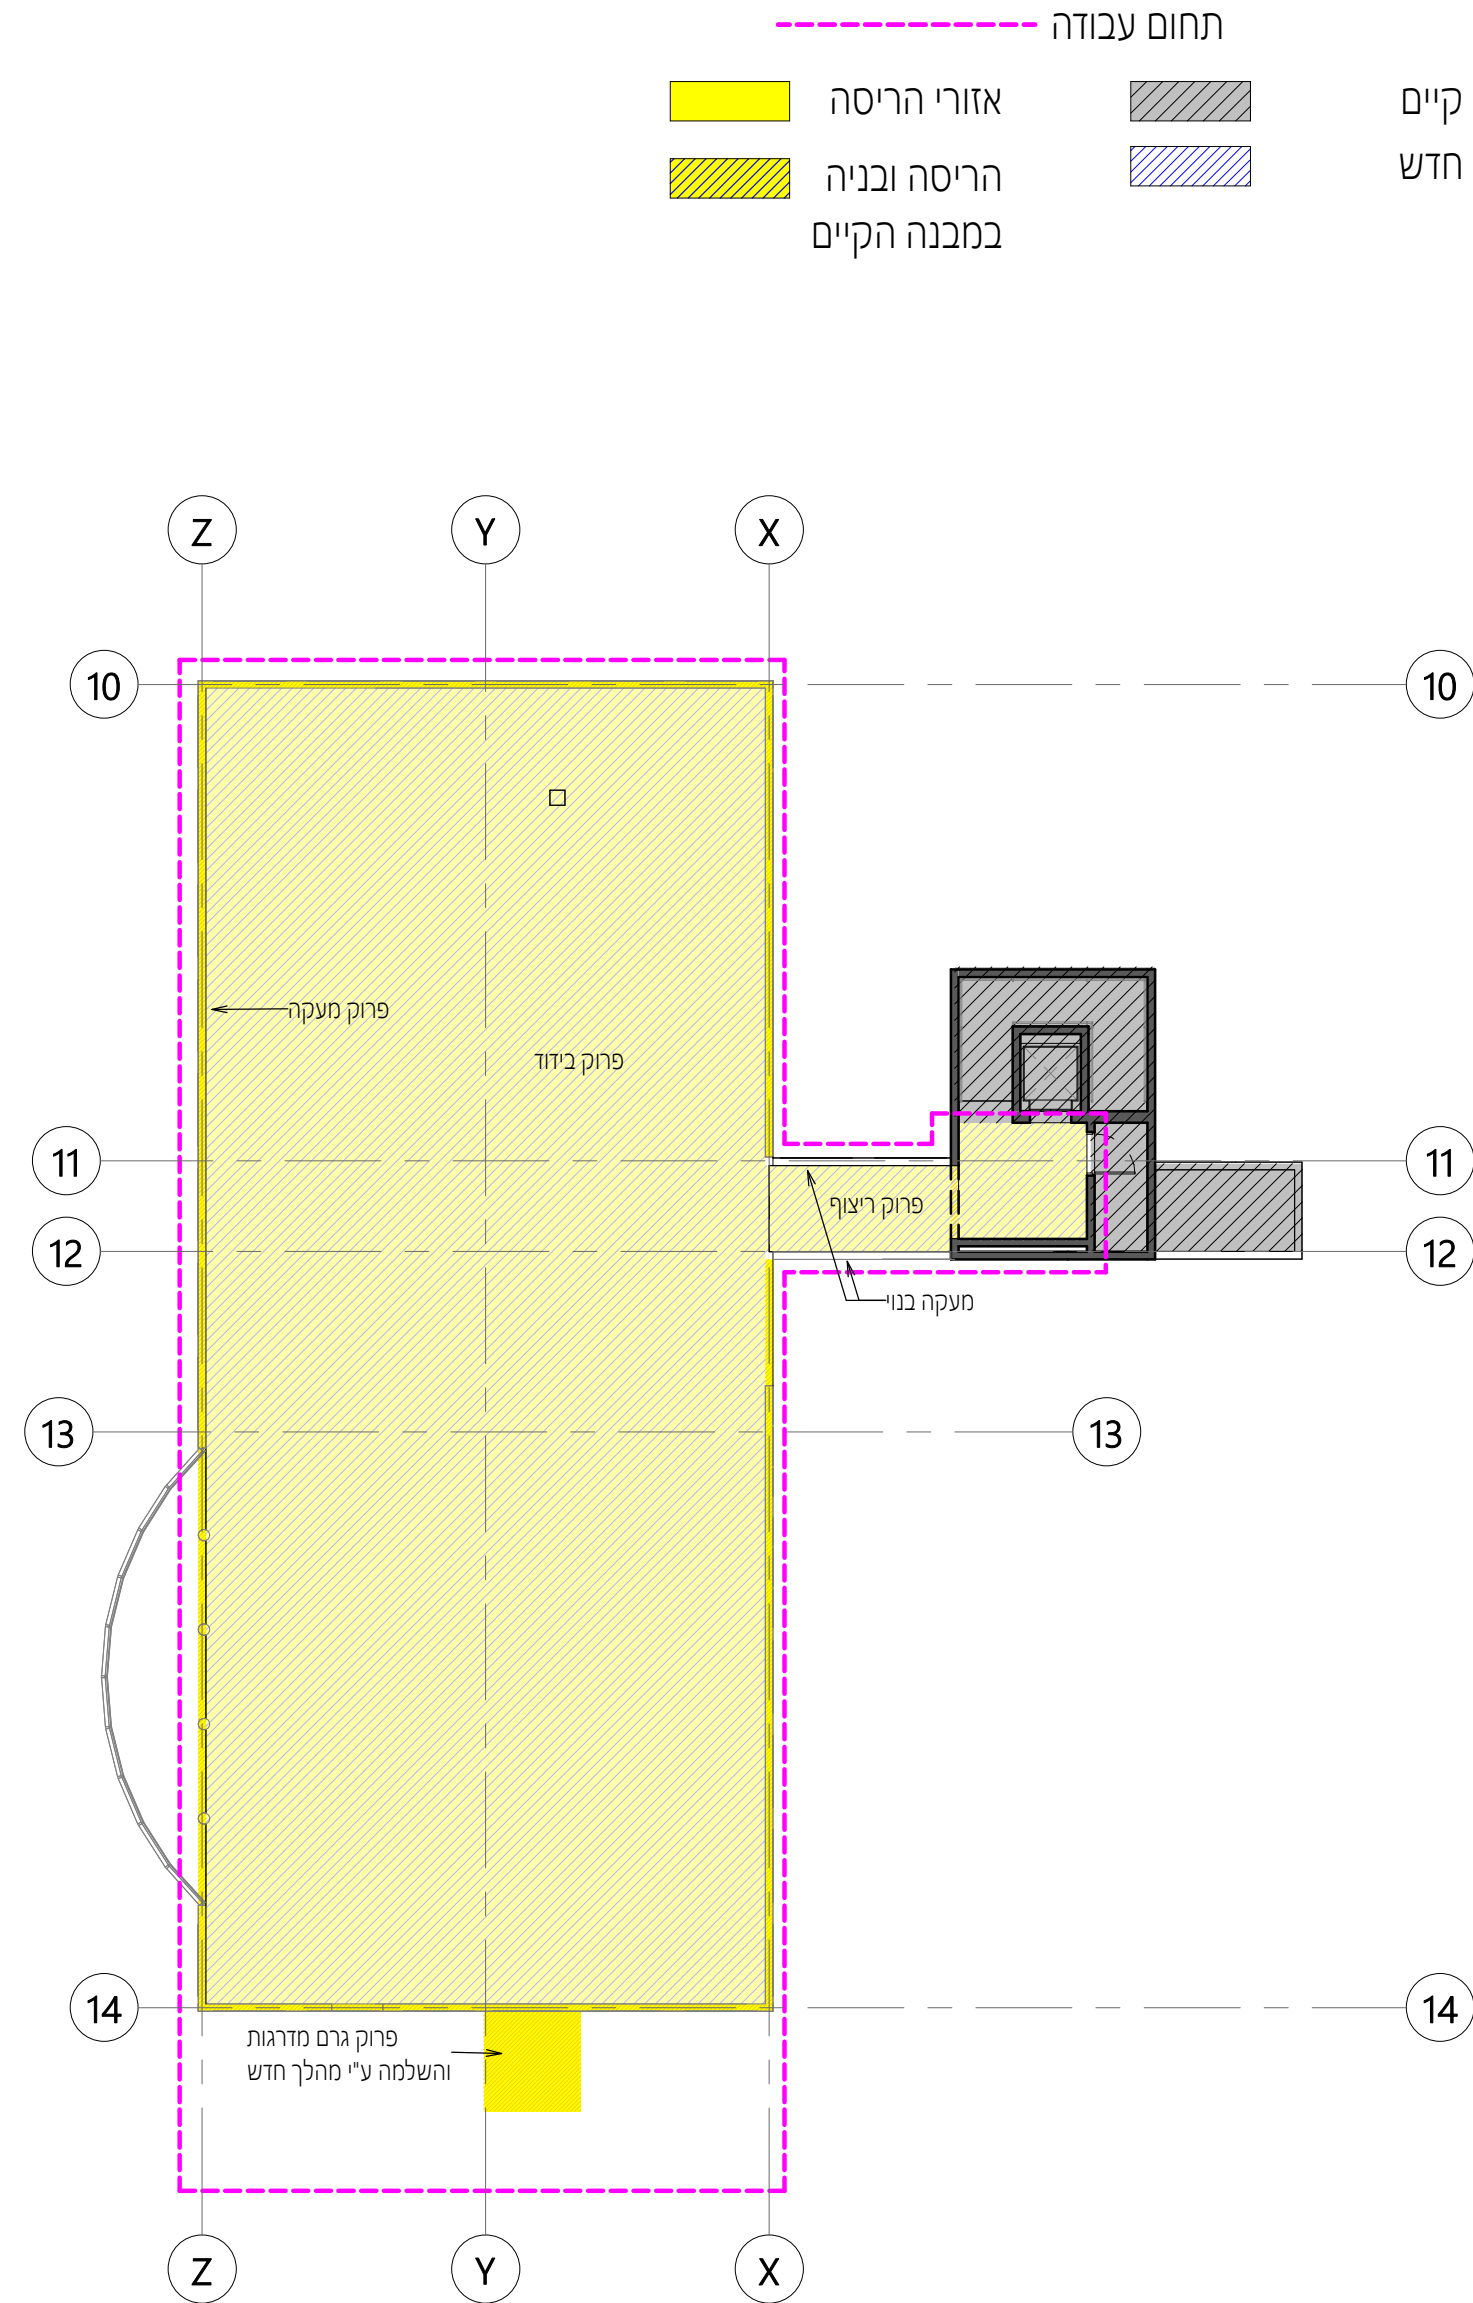 תחום עבודה
קיים
אזורי הריסה
חדש
הריסה ובניה
במבנה הקיים
Z
Y
X
10
10
פרוק מעקה
פרוק בידוד
11
11
פרוק ריצוף
12
12
מעקה בנוי
13
13
14
14
פרוק גרם מדרגות
והשלמה ע"י מהלך חדש
Z
Y
X